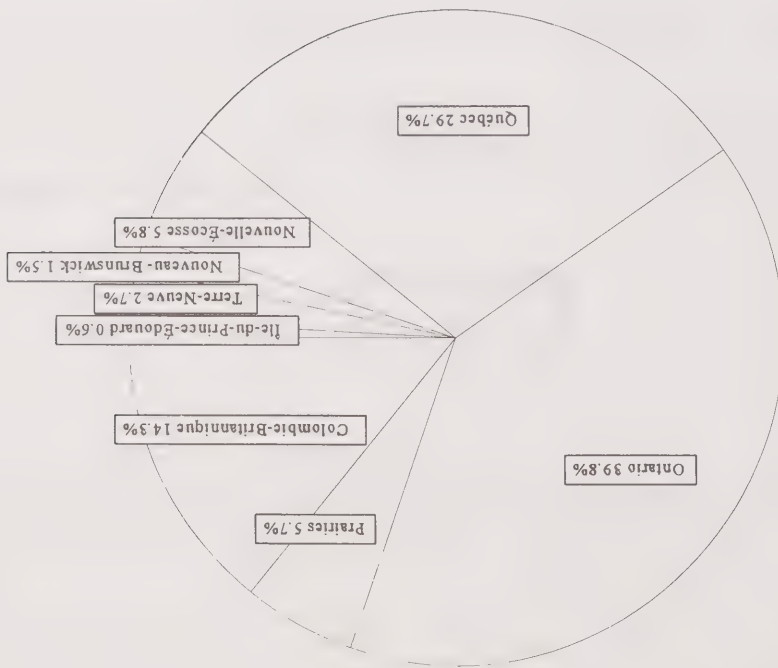 Prairies 5.7%
Ontario 39.8%
Colombie-Britannique 14.3%
Île-du-Prince-Édouard 0.6%
Terre-Neuve 2.7%
Nouveau-Brunswick 1.5%
Nouvelle-Écosse 5.8%
Québec 29.7%